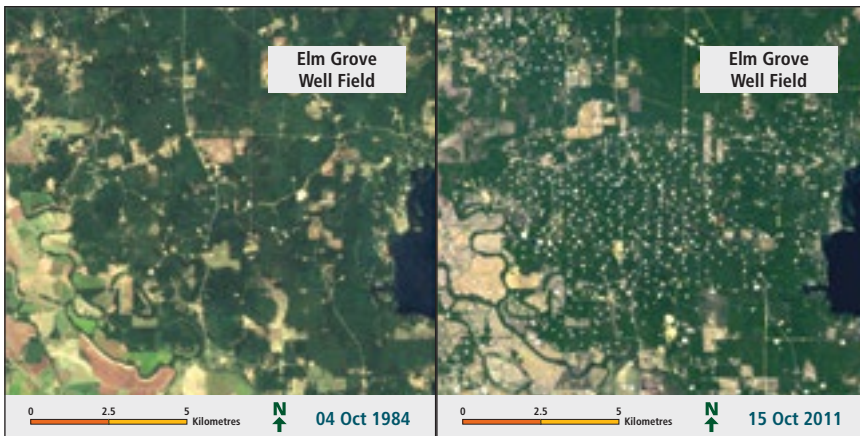 Elm Grove
Well Field
0 2.5 5
Kilometres
N
04 Oct 1984
Elm Grove
Well Field
0 2.5 5
Kilometres
N
15 Oct 2011